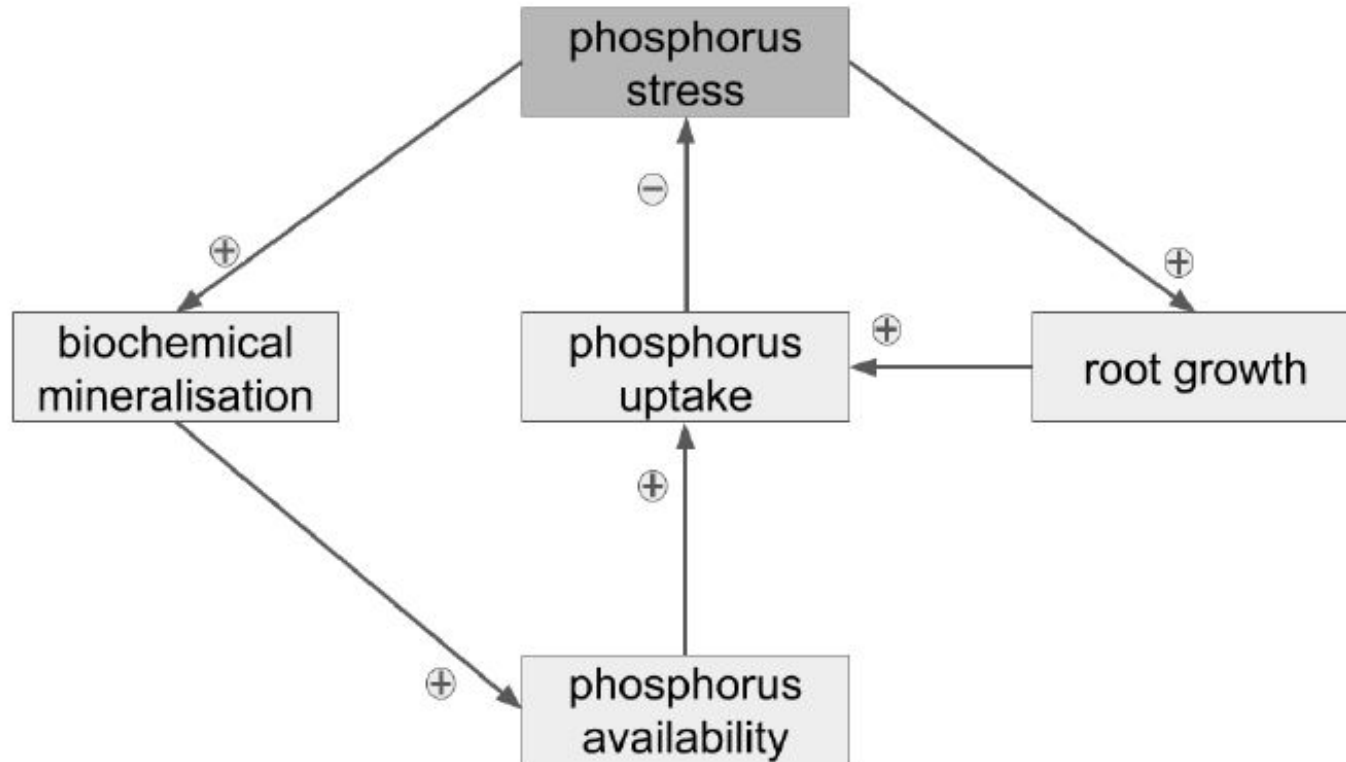 phosphorus
stress
−
+
+
biochemical
mineralisation
phosphorus
uptake
+
root growth
+
+
phosphorus
availability